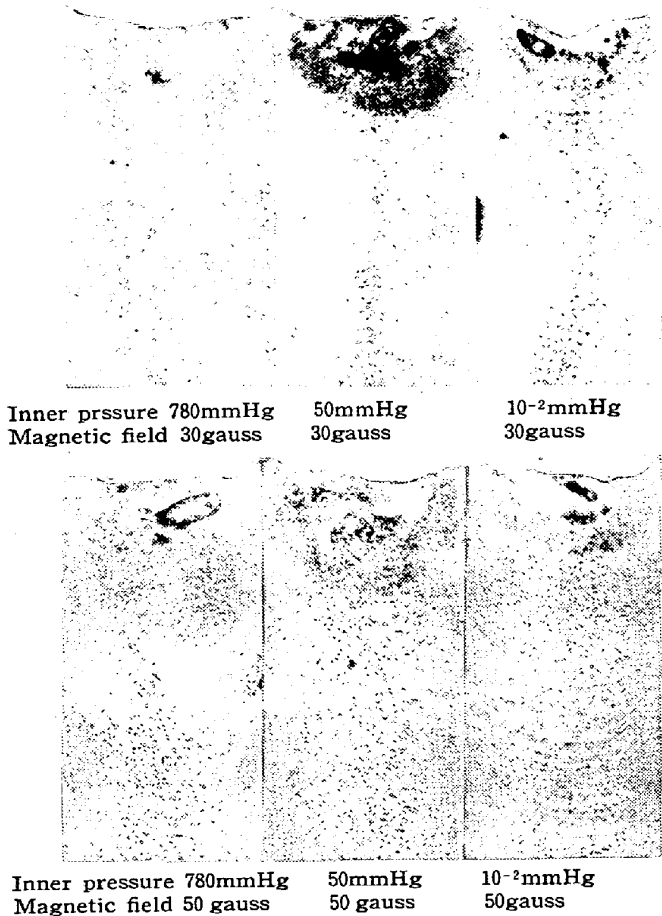 Inner prssure 780mmHg 50mmHg 10⁻²mmHg
Magnetic field 30gauss 30gauss 30gauss
Inner pressure 780mmHg 50mmHg 10⁻²mmHg
Magnetic field 50 gauss 50 gauss 50gauss